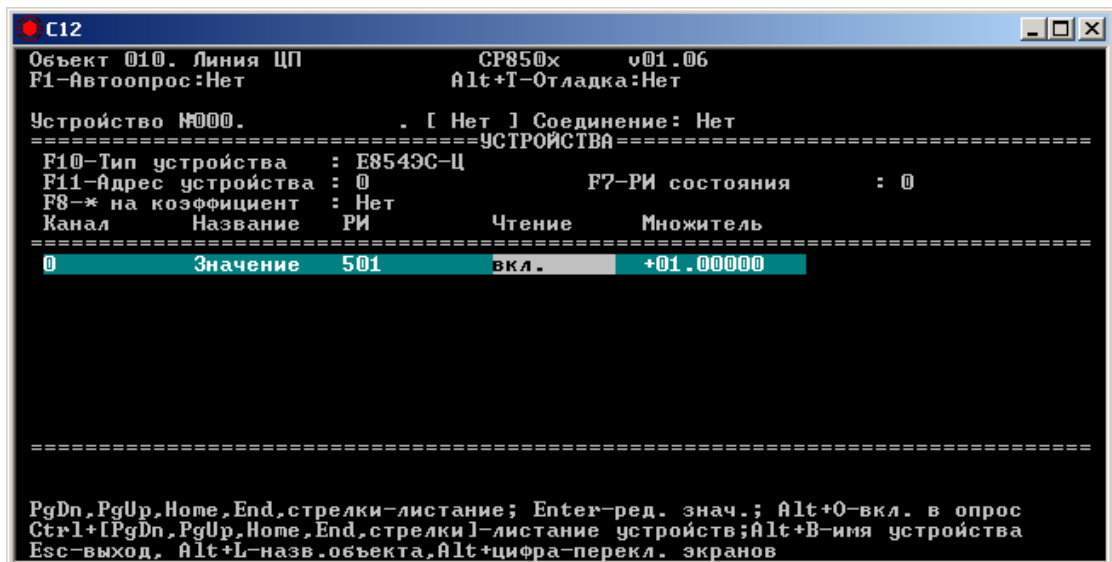 C12
Объект 010. Линия ЦП CP850x v01.06
F1-Автоопрос:Нет Alt+T-Отладка:Нет
Устройство №000. . [ Нет ] Соединение: Нет
==================================УСТРОЙСТВА===================================
F10-Тип устройства : Е854ЭС-Ц
F11-Адрес устройства : 0 F7-РИ состояния : 0
F8-* на коэффициент : Нет
Канал Название РИ Чтение Множитель
================================================================================
0 Значение 501 вкл. +01.00000
================================================================================
PgDn,PgUp,Home,End,стрелки-листание; Enter-ред. знач.; Alt+O-вкл. в опрос
Ctrl+[PgDn,PgUp,Home,End,стрелки]-листание устройств;Alt+B-имя устройства
Esc-выход, Alt+L-назв.объекта,Alt+цифра-перекл. экранов